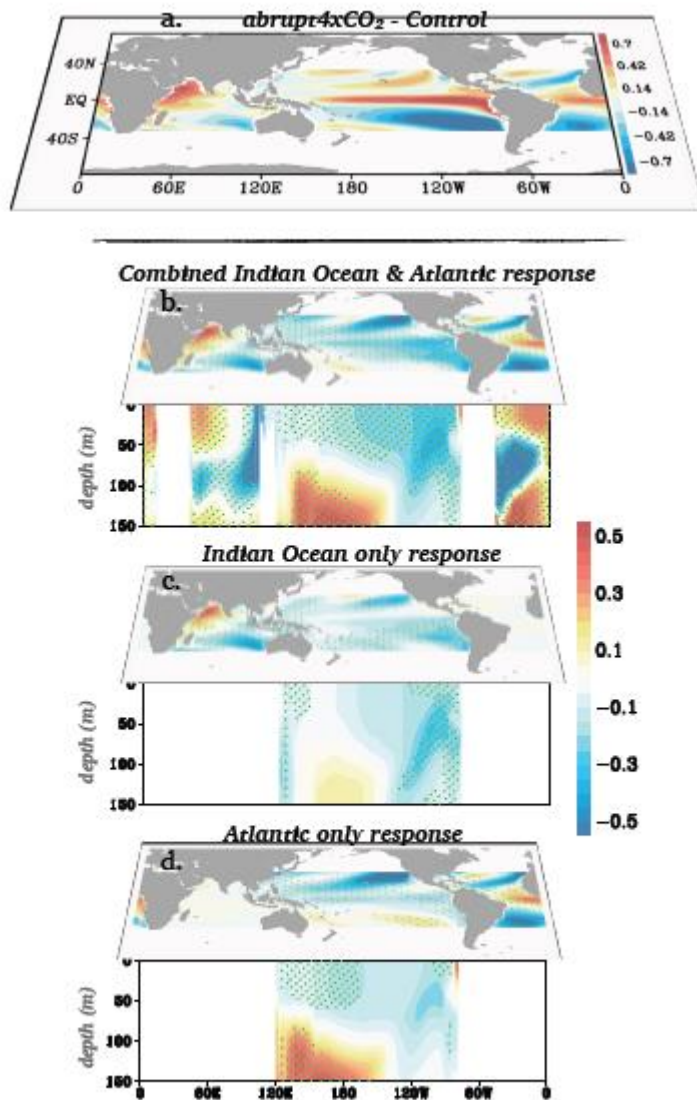 a. abrupt4xCO₂ - Control
40N
EQ
40S
0 60E 120E 180 120W 60W 0
0.7
0.42
0.14
-0.14
-0.42
-0.7
Combined Indian Ocean & Atlantic response
b.
0
50
100
150
depth (m)
Indian Ocean only response
c.
0
50
100
150
depth (m)
0.5
0.3
0.1
-0.1
-0.3
-0.5
Atlantic only response
d.
0
50
100
150
depth (m)
0 60E 120E 180 120W 60W 0